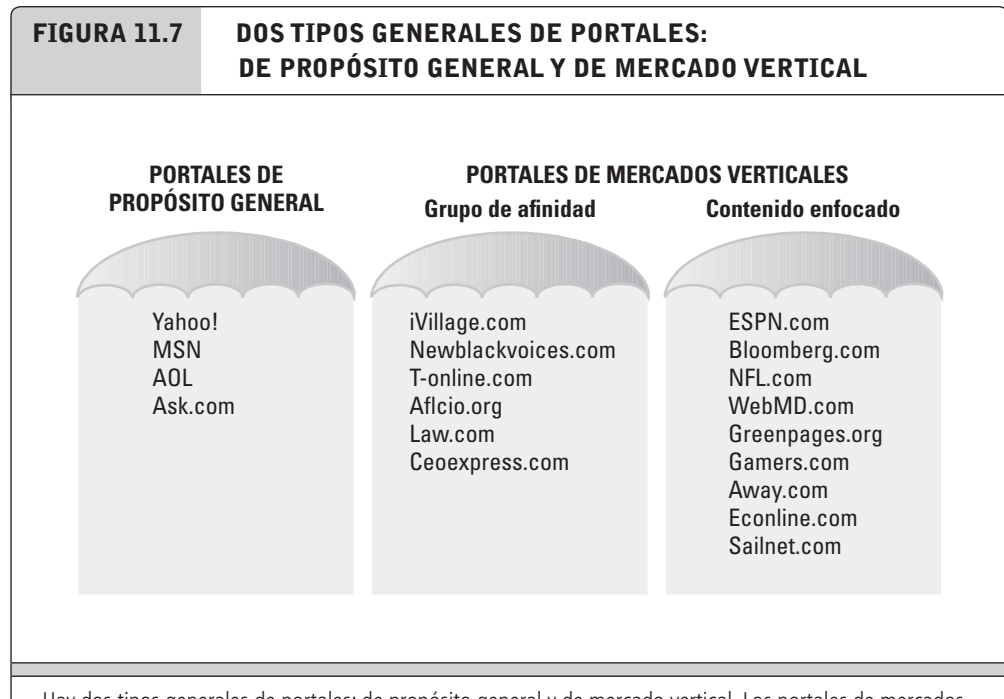 FIGURA 11.7
DOS TIPOS GENERALES DE PORTALES:
DE PROPÓSITO GENERAL Y DE MERCADO VERTICAL
PORTALES DE
PROPÓSITO GENERAL
Yahoo!
MSN
AOL
Ask.com
PORTALES DE MERCADOS VERTICALES
Grupo de afinidad
iVillage.com
Newblackvoices.com
T-online.com
Aflcio.org
Law.com
Ceoexpress.com
Contenido enfocado
ESPN.com
Bloomberg.com
NFL.com
WebMD.com
Greenpages.org
Gamers.com
Away.com
Econline.com
Sailnet.com
Hay dos tipos generales de portales: de propósito general y de mercado vertical. Los portales de mercados